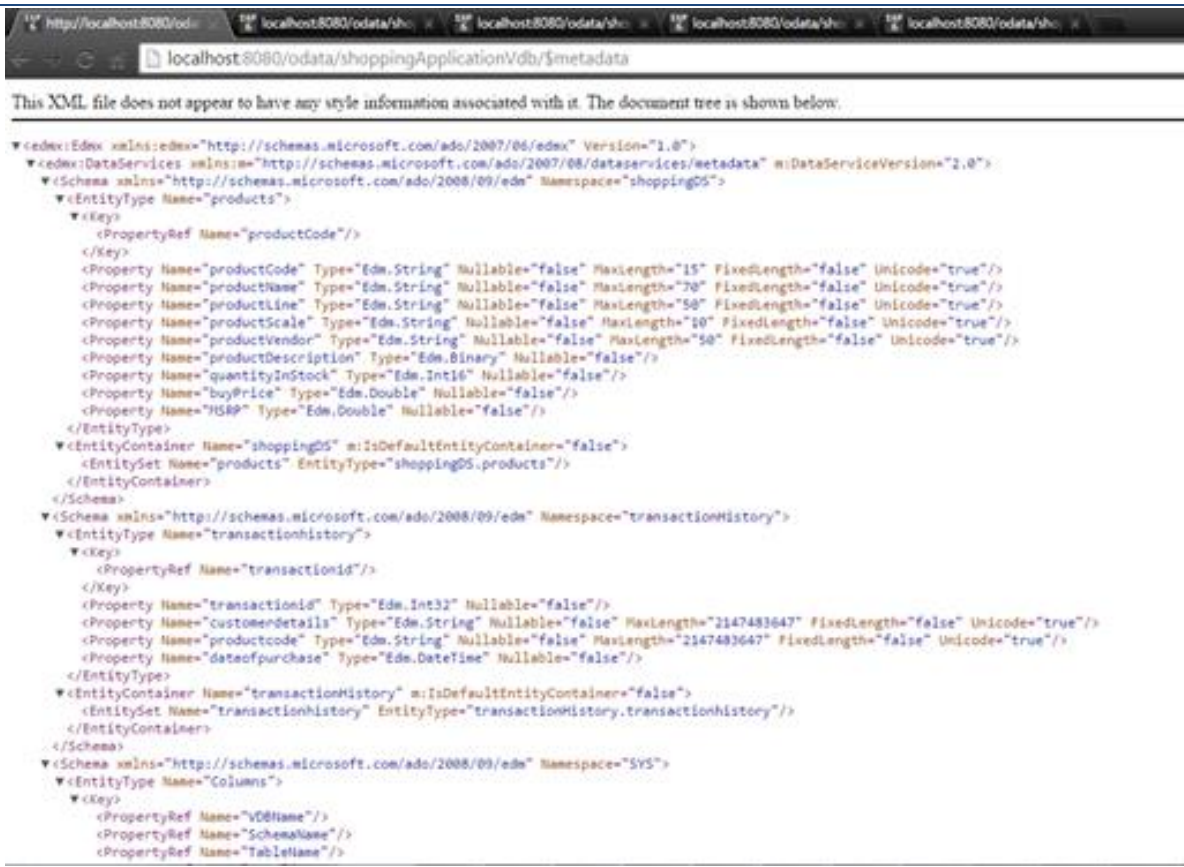 http://localhost:8080/od
localhost:8080/odata/sho
localhost:8080/odata/sho
localhost:8080/odata/sho
localhost:8080/odata/sho
localhost:8080/odata/shoppingApplicationVdb/$metadata
This XML file does not appear to have any style information associated with it. The document tree is shown below.
▼<edmx:Edmx xmlns:edmx="http://schemas.microsoft.com/ado/2007/06/edmx" Version="1.0">
▼<edmx:DataServices xmlns:m="http://schemas.microsoft.com/ado/2007/08/dataservices/metadata" m:DataServiceVersion="2.0">
▼<Schema xmlns="http://schemas.microsoft.com/ado/2008/09/edm" Namespace="shoppingDS">
▼<EntityType Name="products">
▼<Key>
<PropertyRef Name="productCode"/>
</Key>
<Property Name="productCode" Type="Edm.String" Nullable="false" MaxLength="15" FixedLength="false" Unicode="true"/>
<Property Name="productName" Type="Edm.String" Nullable="false" MaxLength="70" FixedLength="false" Unicode="true"/>
<Property Name="productLine" Type="Edm.String" Nullable="false" MaxLength="50" FixedLength="false" Unicode="true"/>
<Property Name="productScale" Type="Edm.String" Nullable="false" MaxLength="10" FixedLength="false" Unicode="true"/>
<Property Name="productVendor" Type="Edm.String" Nullable="false" MaxLength="50" FixedLength="false" Unicode="true"/>
<Property Name="productDescription" Type="Edm.Binary" Nullable="false"/>
<Property Name="quantityInStock" Type="Edm.Int16" Nullable="false"/>
<Property Name="buyPrice" Type="Edm.Double" Nullable="false"/>
<Property Name="MSRP" Type="Edm.Double" Nullable="false"/>
</EntityType>
▼<EntityContainer Name="shoppingDS" m:IsDefaultEntityContainer="false">
<EntitySet Name="products" EntityType="shoppingDS.products"/>
</EntityContainer>
</Schema>
▼<Schema xmlns="http://schemas.microsoft.com/ado/2008/09/edm" Namespace="transactionHistory">
▼<EntityType Name="transactionhistory">
▼<Key>
<PropertyRef Name="transactionid"/>
</Key>
<Property Name="transactionid" Type="Edm.Int32" Nullable="false"/>
<Property Name="customerdetails" Type="Edm.String" Nullable="false" MaxLength="2147483647" FixedLength="false" Unicode="true"/>
<Property Name="productcode" Type="Edm.String" Nullable="false" MaxLength="2147483647" FixedLength="false" Unicode="true"/>
<Property Name="dateofpurchase" Type="Edm.DateTime" Nullable="false"/>
</EntityType>
▼<EntityContainer Name="transactionHistory" m:IsDefaultEntityContainer="false">
<EntitySet Name="transactionhistory" EntityType="transactionHistory.transactionhistory"/>
</EntityContainer>
</Schema>
▼<Schema xmlns="http://schemas.microsoft.com/ado/2008/09/edm" Namespace="SYS">
▼<EntityType Name="Columns">
▼<Key>
<PropertyRef Name="VDBName"/>
<PropertyRef Name="SchemaName"/>
<PropertyRef Name="TableName"/>